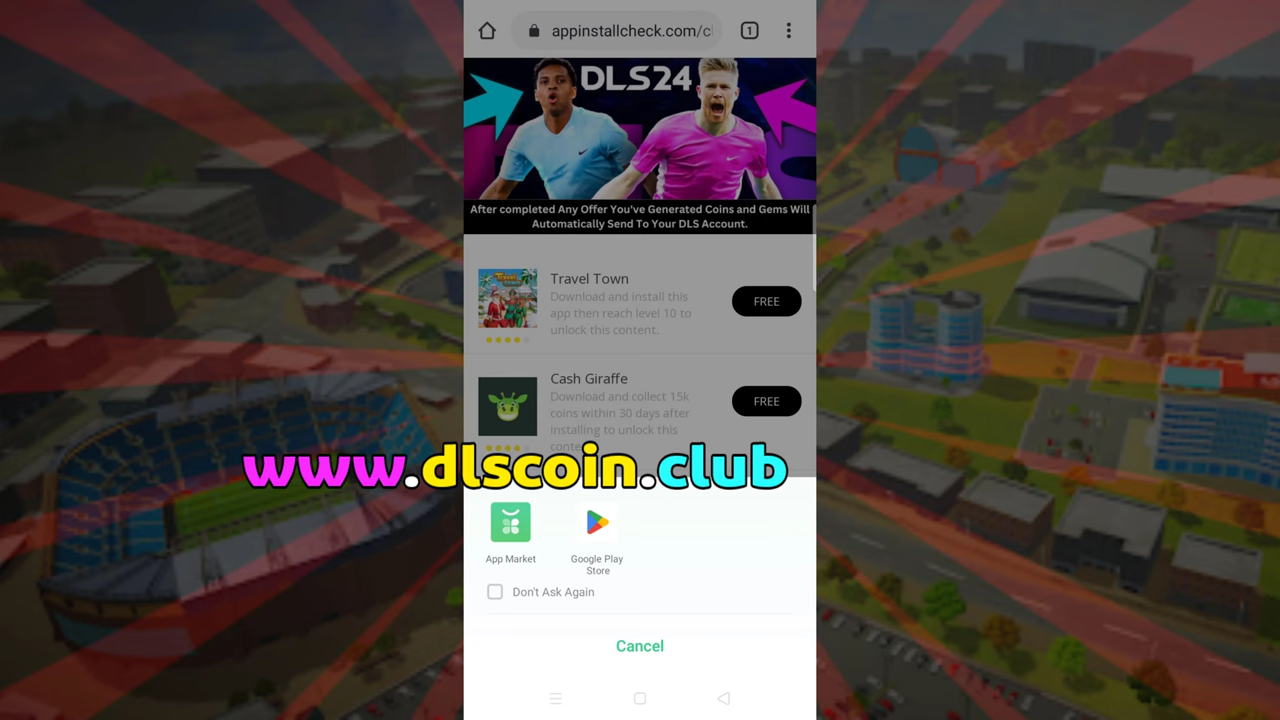 appinstallcheck.com/cl
1
DLS24
After completed Any Offer You've Generated Coins and Gems Will
Automatically Send To Your DLS Account.
Travel Town
Download and install this
app then reach level 10 to
unlock this content.
FREE
Cash Giraffe
Download and collect 15k
coins within 30 days after
installing to unlock this
FREE
www.dlscoin.club
App Market
Google Play
Store
Don't Ask Again
Cancel